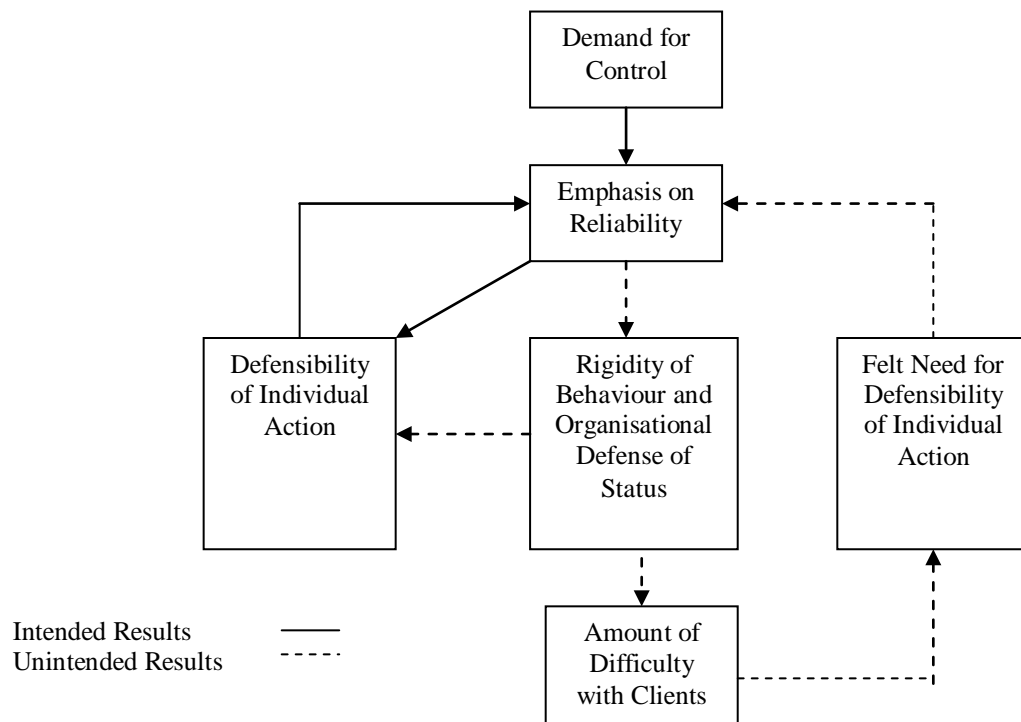 Demand for
Control
Emphasis on
Reliability
Defensibility
of Individual
Action
Rigidity of
Behaviour and
Organisational
Defense of
Status
Felt Need for
Defensibility
of Individual
Action
Amount of
Difficulty
with Clients
Intended Results
Unintended Results